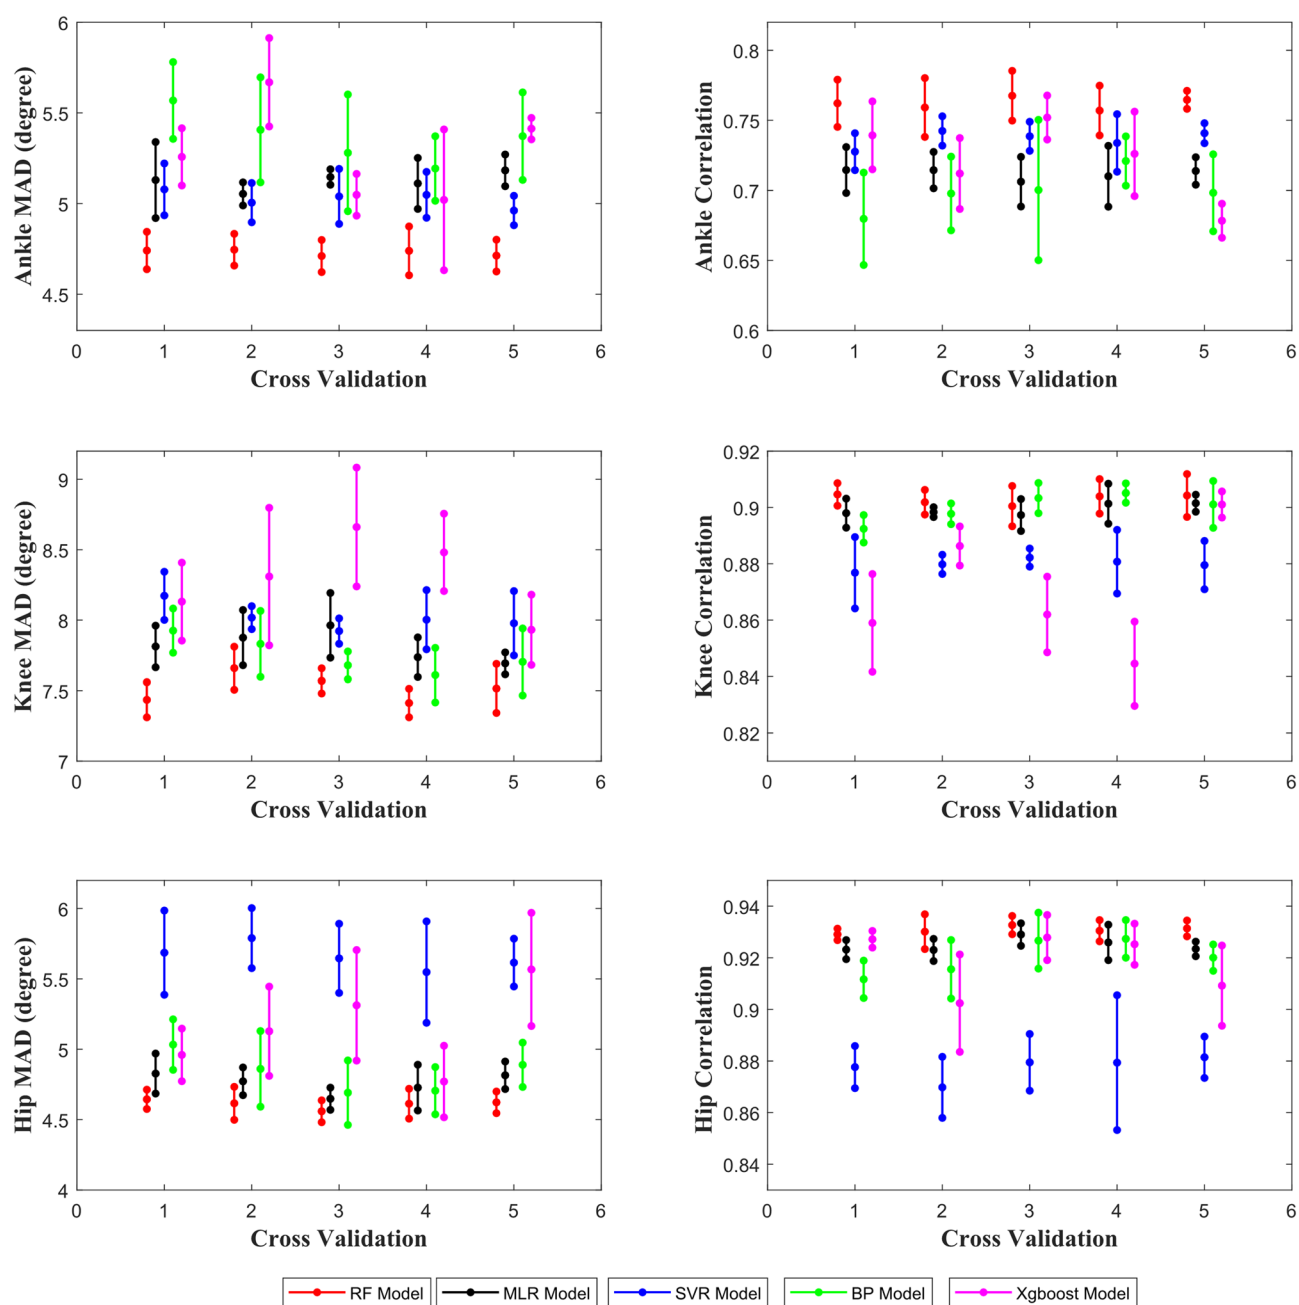 6
5.5
5
4.5
0 1 2 3 4 5 6
Ankle MAD (degree)
Cross Validation
0.8
0.75
0.7
0.65
0.6
0 1 2 3 4 5 6
Ankle Correlation
Cross Validation
9
8.5
8
7.5
7
0 1 2 3 4 5 6
Knee MAD (degree)
Cross Validation
0.92
0.9
0.88
0.86
0.84
0.82
0 1 2 3 4 5 6
Knee Correlation
Cross Validation
6
5.5
5
4.5
4
0 1 2 3 4 5 6
Hip MAD (degree)
Cross Validation
0.94
0.92
0.9
0.88
0.86
0.84
0 1 2 3 4 5 6
Hip Correlation
Cross Validation
RF Model MLR Model SVR Model BP Model Xgboost Model